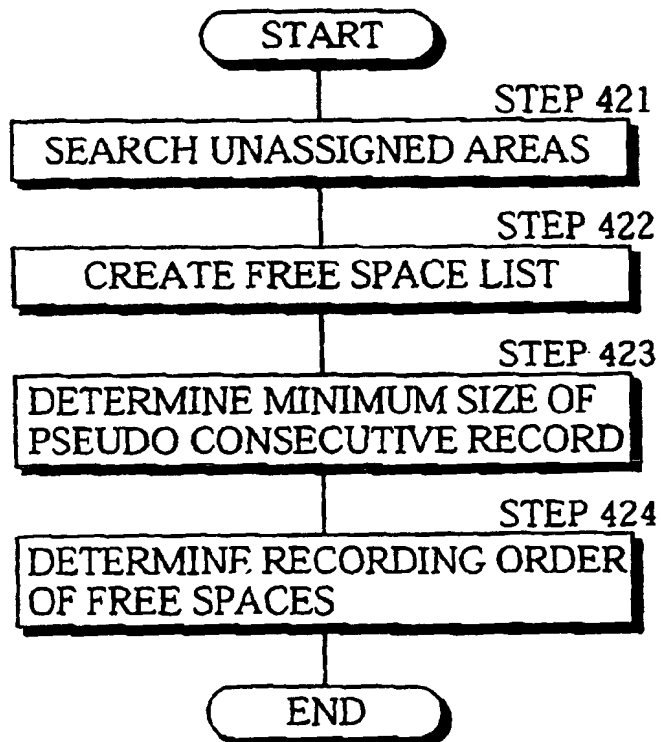 START
STEP 421
SEARCH UNASSIGNED AREAS
STEP 422
CREATE FREE SPACE LIST
STEP 423
DETERMINE MINIMUM SIZE OF
PSEUDO CONSECUTIVE RECORD
STEP 424
DETERMINE RECORDING ORDER
OF FREE SPACES
END